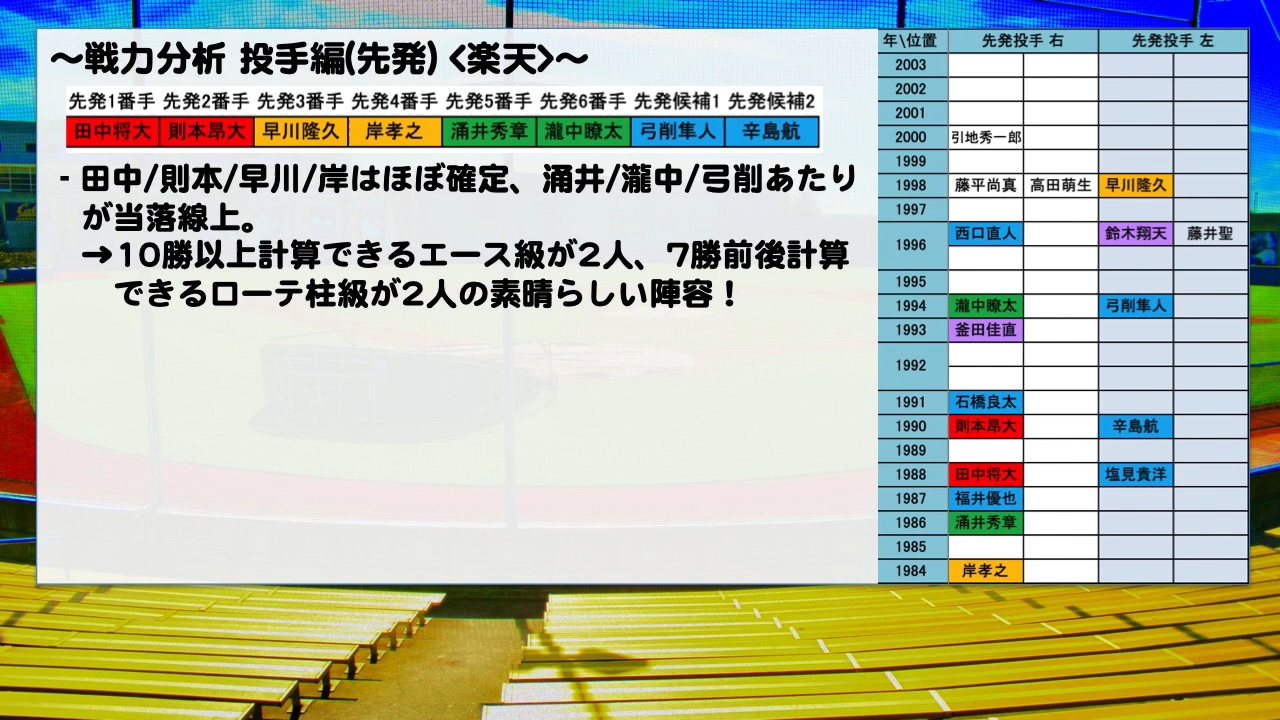 ～戦力分析 投手編(先発) <楽天>～
先発1番手 先発2番手 先発3番手 先発4番手 先発5番手 先発6番手 先発候補1 先発候補2
田中将大 則本昂大 早川隆久 岸孝之 涌井秀章 瀧中瞭太 弓削隼人 辛島航
- 田中/則本/早川/岸はほぼ確定、涌井/瀧中/弓削あたり
が当落線上。
→10勝以上計算できるエース級が2人、7勝前後計算
できるローテ柱級が2人の素晴らしい陣容！
年\位置 先発投手 右 先発投手 左
2003
2002
2001
2000 引地秀一郎
1999
1998 藤平尚真 高田萌生 早川隆久
1997
1996 西口直人 鈴木翔天 藤井聖
1995
1994 瀧中瞭太 弓削隼人
1993 釜田佳直
1992
1991 石橋良太
1990 則本昂大 辛島航
1989
1988 田中将大 塩見貴洋
1987 福井優也
1986 涌井秀章
1985
1984 岸孝之